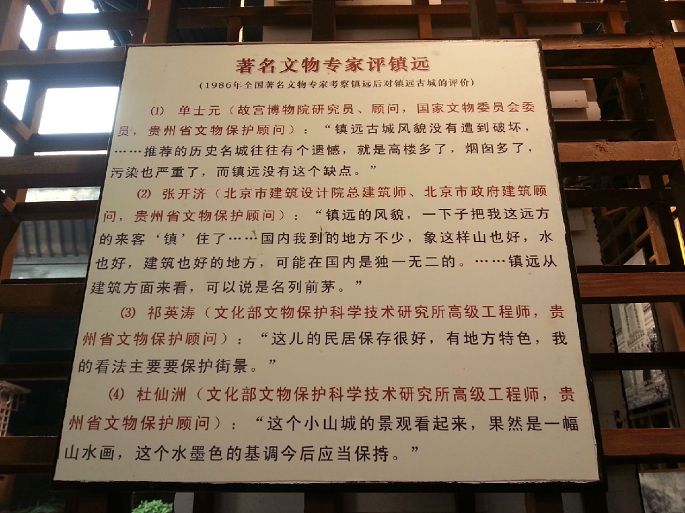 著名文物专家评镇远
(1986年全国著名文物专家考察镇远后对镇远古城的评价)
(1) 单士元（故宫博物院研究员、顾问，国家文物委员会委
员，贵州省文物保护顾问）：“镇远古城风貌没有遭到破坏，
……推荐的历史名城往往有个遗憾，就是高楼多了，烟囱多了，
污染也严重了，而镇远没有这个缺点。”
(2) 张开济（北京市建筑设计院总建筑师、北京市政府建筑顾
问，贵州省文物保护顾问）：“镇远的风貌，一下子把我这远方
的来客‘镇’住了……国内我到的地方不少，象这样山也好，水
也好，建筑也好的地方，可能在国内是独一无二的。……镇远从
建筑方面来看，可以说是名列前茅。”
(3) 祁英涛（文化部文物保护科学技术研究所高级工程师，贵
州省文物保护顾问）：“这儿的民居保存很好，有地方特色，我
的看法主要要保护街景。”
(4) 杜仙洲（文化部文物保护科学技术研究所高级工程师，贵
州省文物保护顾问）：“这个小山城的景观看起来，果然是一幅
山水画，这个水墨色的基调今后应当保持。”